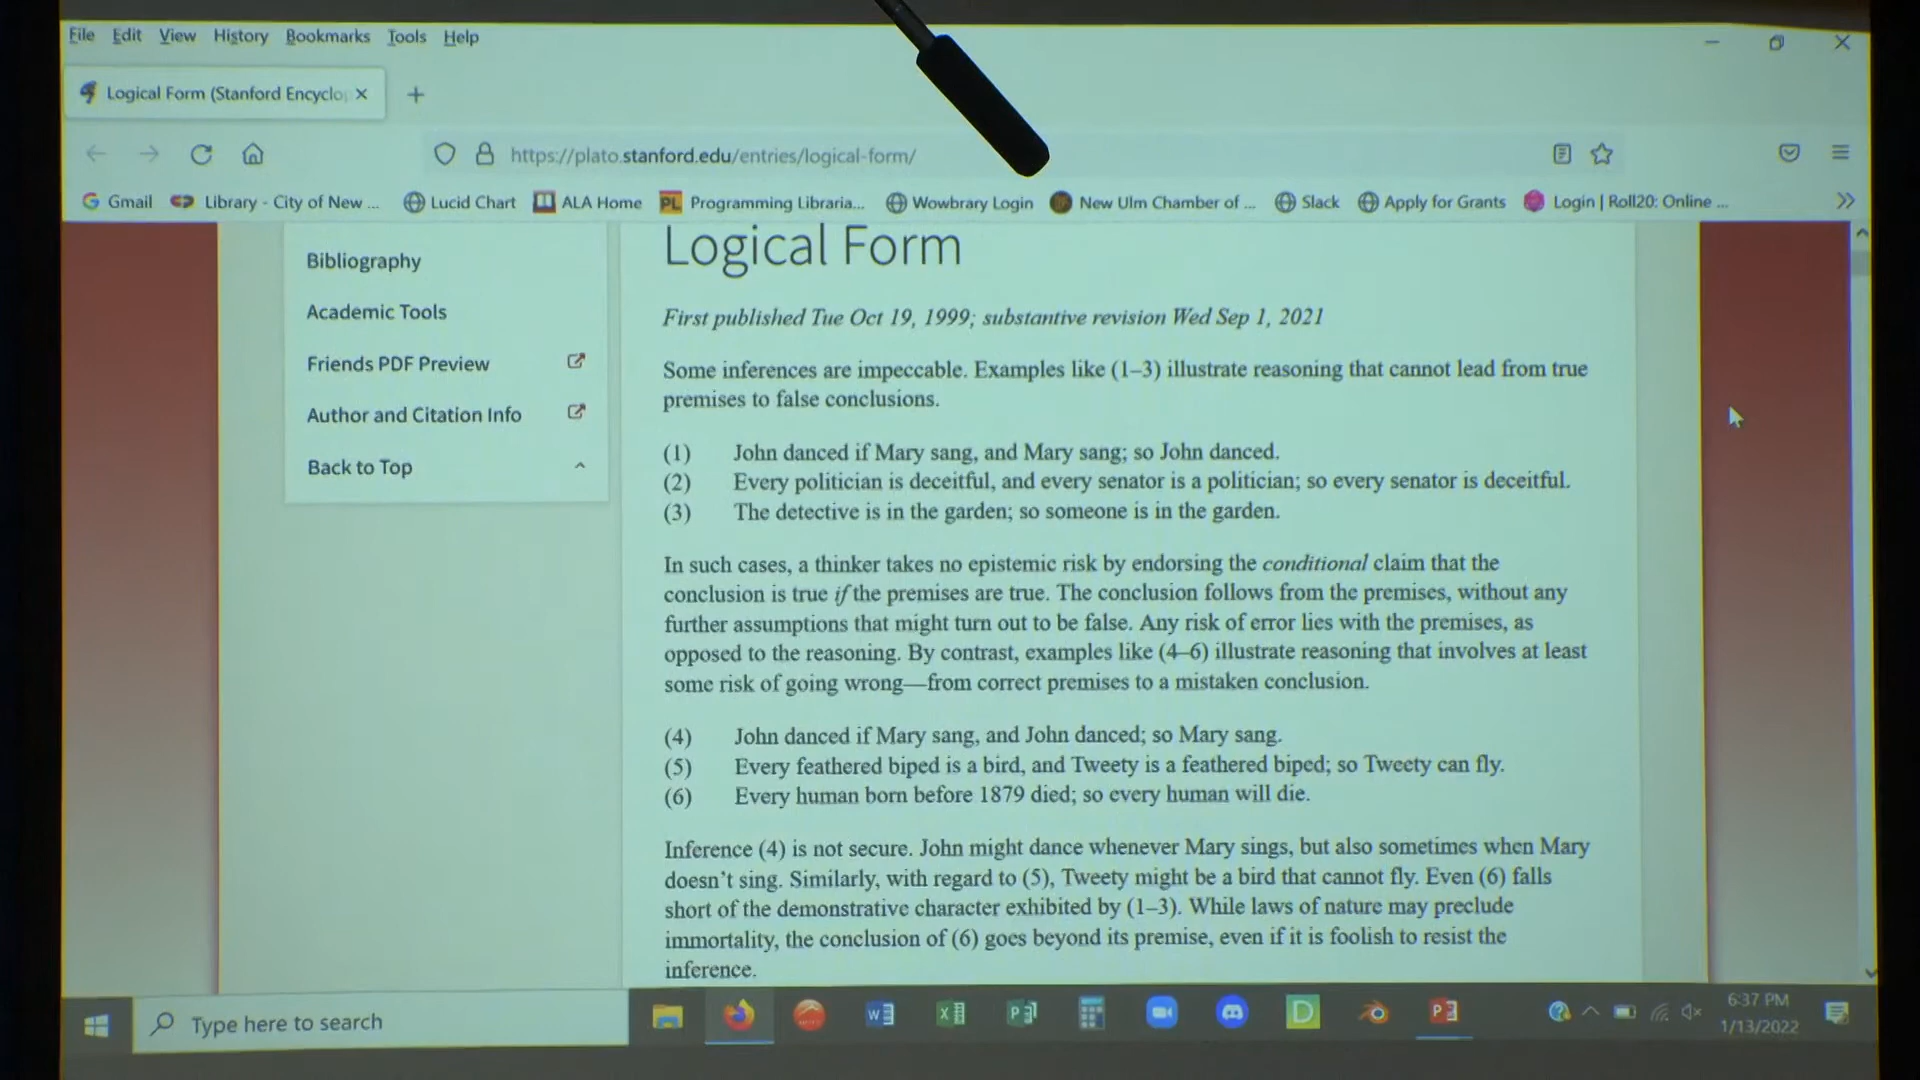 File Edit View History Bookmarks Tools Help
Logical Form (Stanford Encyclo
https://plato.stanford.edu/entries/logical-form/
Gmail Library - City of New ... Lucid Chart ALA Home PL Programming Libraria... Wowbrary Login New Ulm Chamber of ... Slack Apply for Grants Login | Roll20: Online ...
Bibliography
Academic Tools
Friends PDF Preview
Author and Citation Info
Back to Top
Logical Form
First published Tue Oct 19, 1999; substantive revision Wed Sep 1, 2021
Some inferences are impeccable. Examples like (1–3) illustrate reasoning that cannot lead from true
premises to false conclusions.
(1) John danced if Mary sang, and Mary sang; so John danced.
(2) Every politician is deceitful, and every senator is a politician; so every senator is deceitful.
(3) The detective is in the garden; so someone is in the garden.
In such cases, a thinker takes no epistemic risk by endorsing the conditional claim that the
conclusion is true if the premises are true. The conclusion follows from the premises, without any
further assumptions that might turn out to be false. Any risk of error lies with the premises, as
opposed to the reasoning. By contrast, examples like (4–6) illustrate reasoning that involves at least
some risk of going wrong—from correct premises to a mistaken conclusion.
(4) John danced if Mary sang, and John danced; so Mary sang.
(5) Every feathered biped is a bird, and Tweety is a feathered biped; so Tweety can fly.
(6) Every human born before 1879 died; so every human will die.
Inference (4) is not secure. John might dance whenever Mary sings, but also sometimes when Mary
doesn't sing. Similarly, with regard to (5), Tweety might be a bird that cannot fly. Even (6) falls
short of the demonstrative character exhibited by (1–3). While laws of nature may preclude
immortality, the conclusion of (6) goes beyond its premise, even if it is foolish to resist the
inference.
Type here to search
6:37 PM
1/13/2022